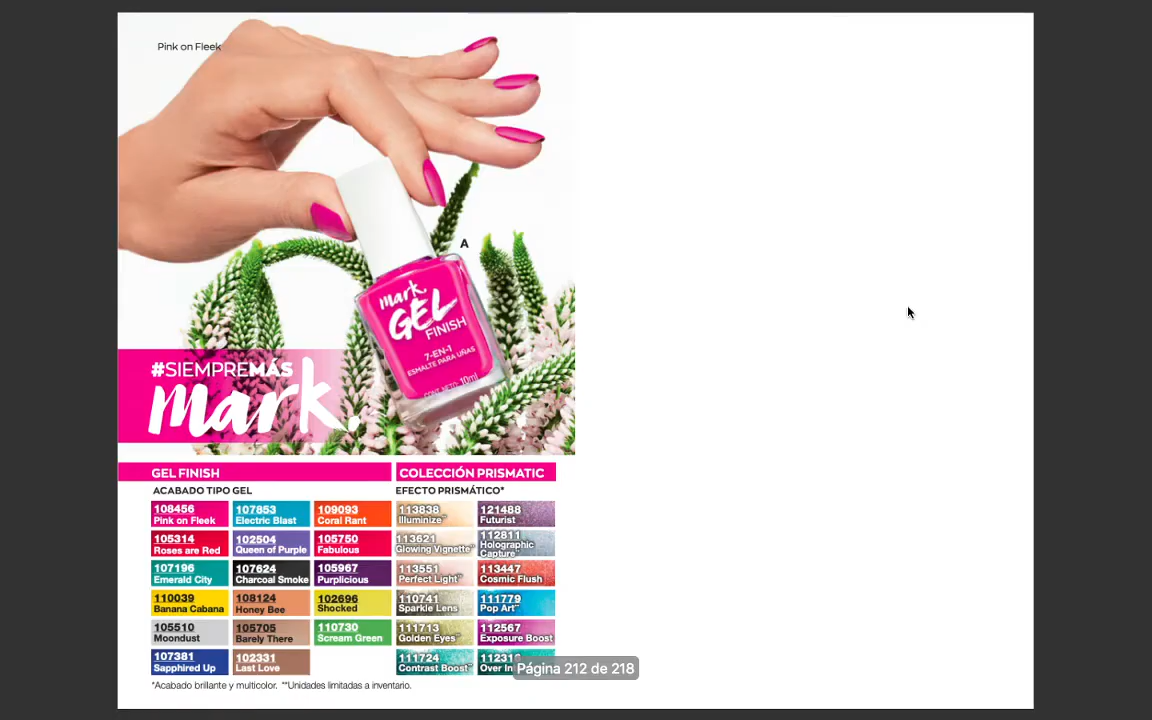 Pink on Fleek
A
mark.
GEL
FINISH
7-EN-1
ESMALTE PARA UÑAS
CONT. NETO: 10ml
#SIEMPREMÁS
mark.
GEL FINISH
ACABADO TIPO GEL
108456 107853 109093
Pink on Fleek Electric Blast Coral Rant
105314 102504 105750
Roses are Red Queen of Purple Fabulous
107196 107624 105967
Emerald City Charcoal Smoke Purplicious
110039 108124 102696
Banana Cabana Honey Bee Shocked
105510 105705 110730
Moondust Barely There Scream Green
107381 102331
Sapphired Up Last Love
COLECCIÓN PRISMATIC
EFECTO PRISMÁTICO*
113838 121488
Illuminize** Futurist
113621 112811
Glowing Vignette** Holographic
Capture**
113551 113447
Perfect Light** Cosmic Flush
110741 111779
Sparkle Lens Pop Art**
111713 112567
Golden Eyes** Exposure Boost
111724
Contrast Boost** Over
Página 212 de 218
*Acabado brillante y multicolor. **Unidades limitadas a inventario.